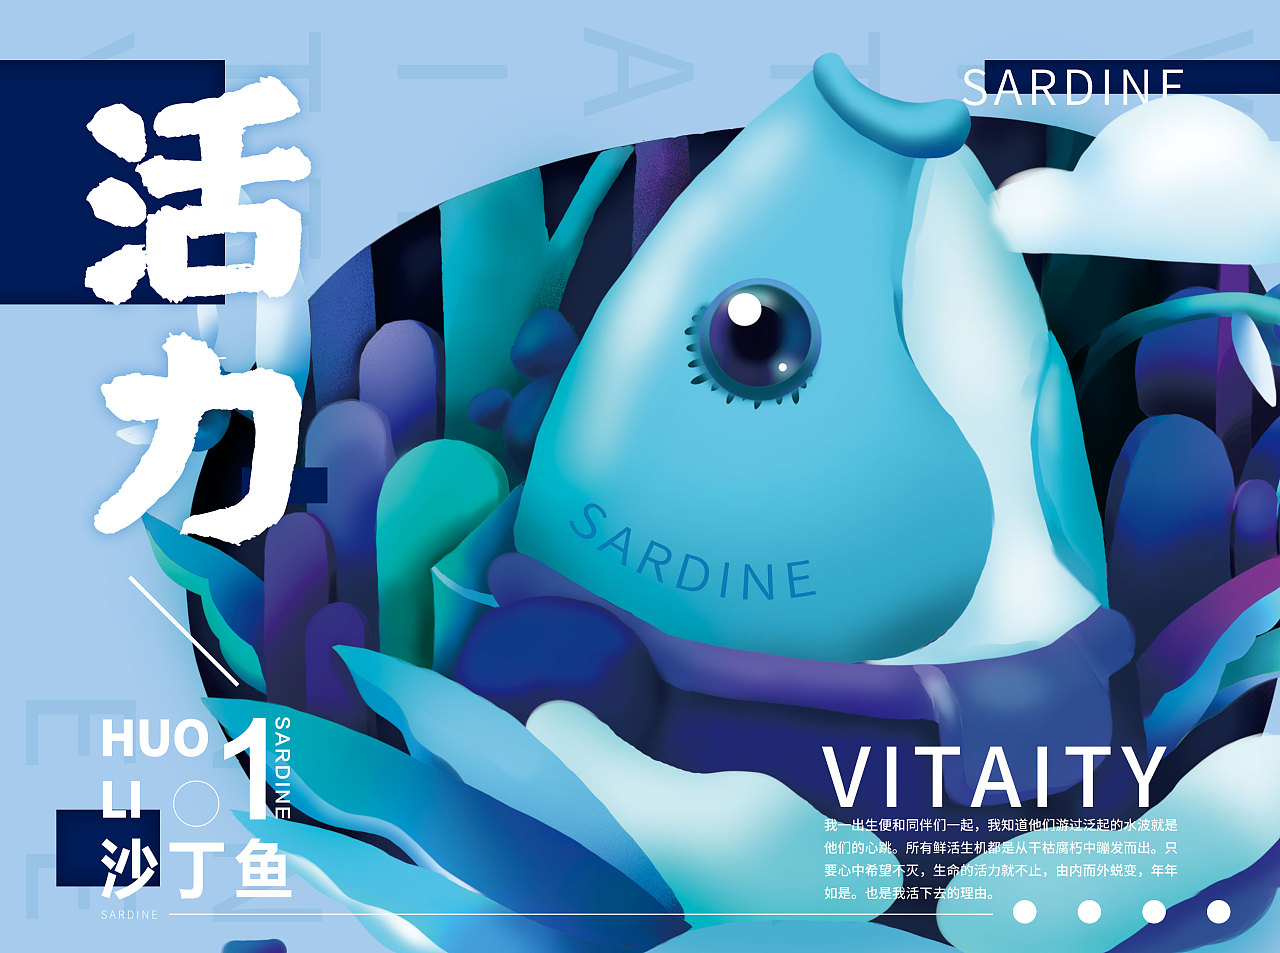 SARDINE
活力
SARDINE
HUO
LI
1
SARDINE
沙丁鱼
SARDINE
VITAITY
我一出生便和同伴们一起，我知道他们游过泛起的水波就是
他们的心跳。所有鲜活生机都是从干枯腐朽中蹦发而出。只
要心中希望不灭，生命的活力就不止，由内而外蜕变，年年
如是。也是我活下去的理由。